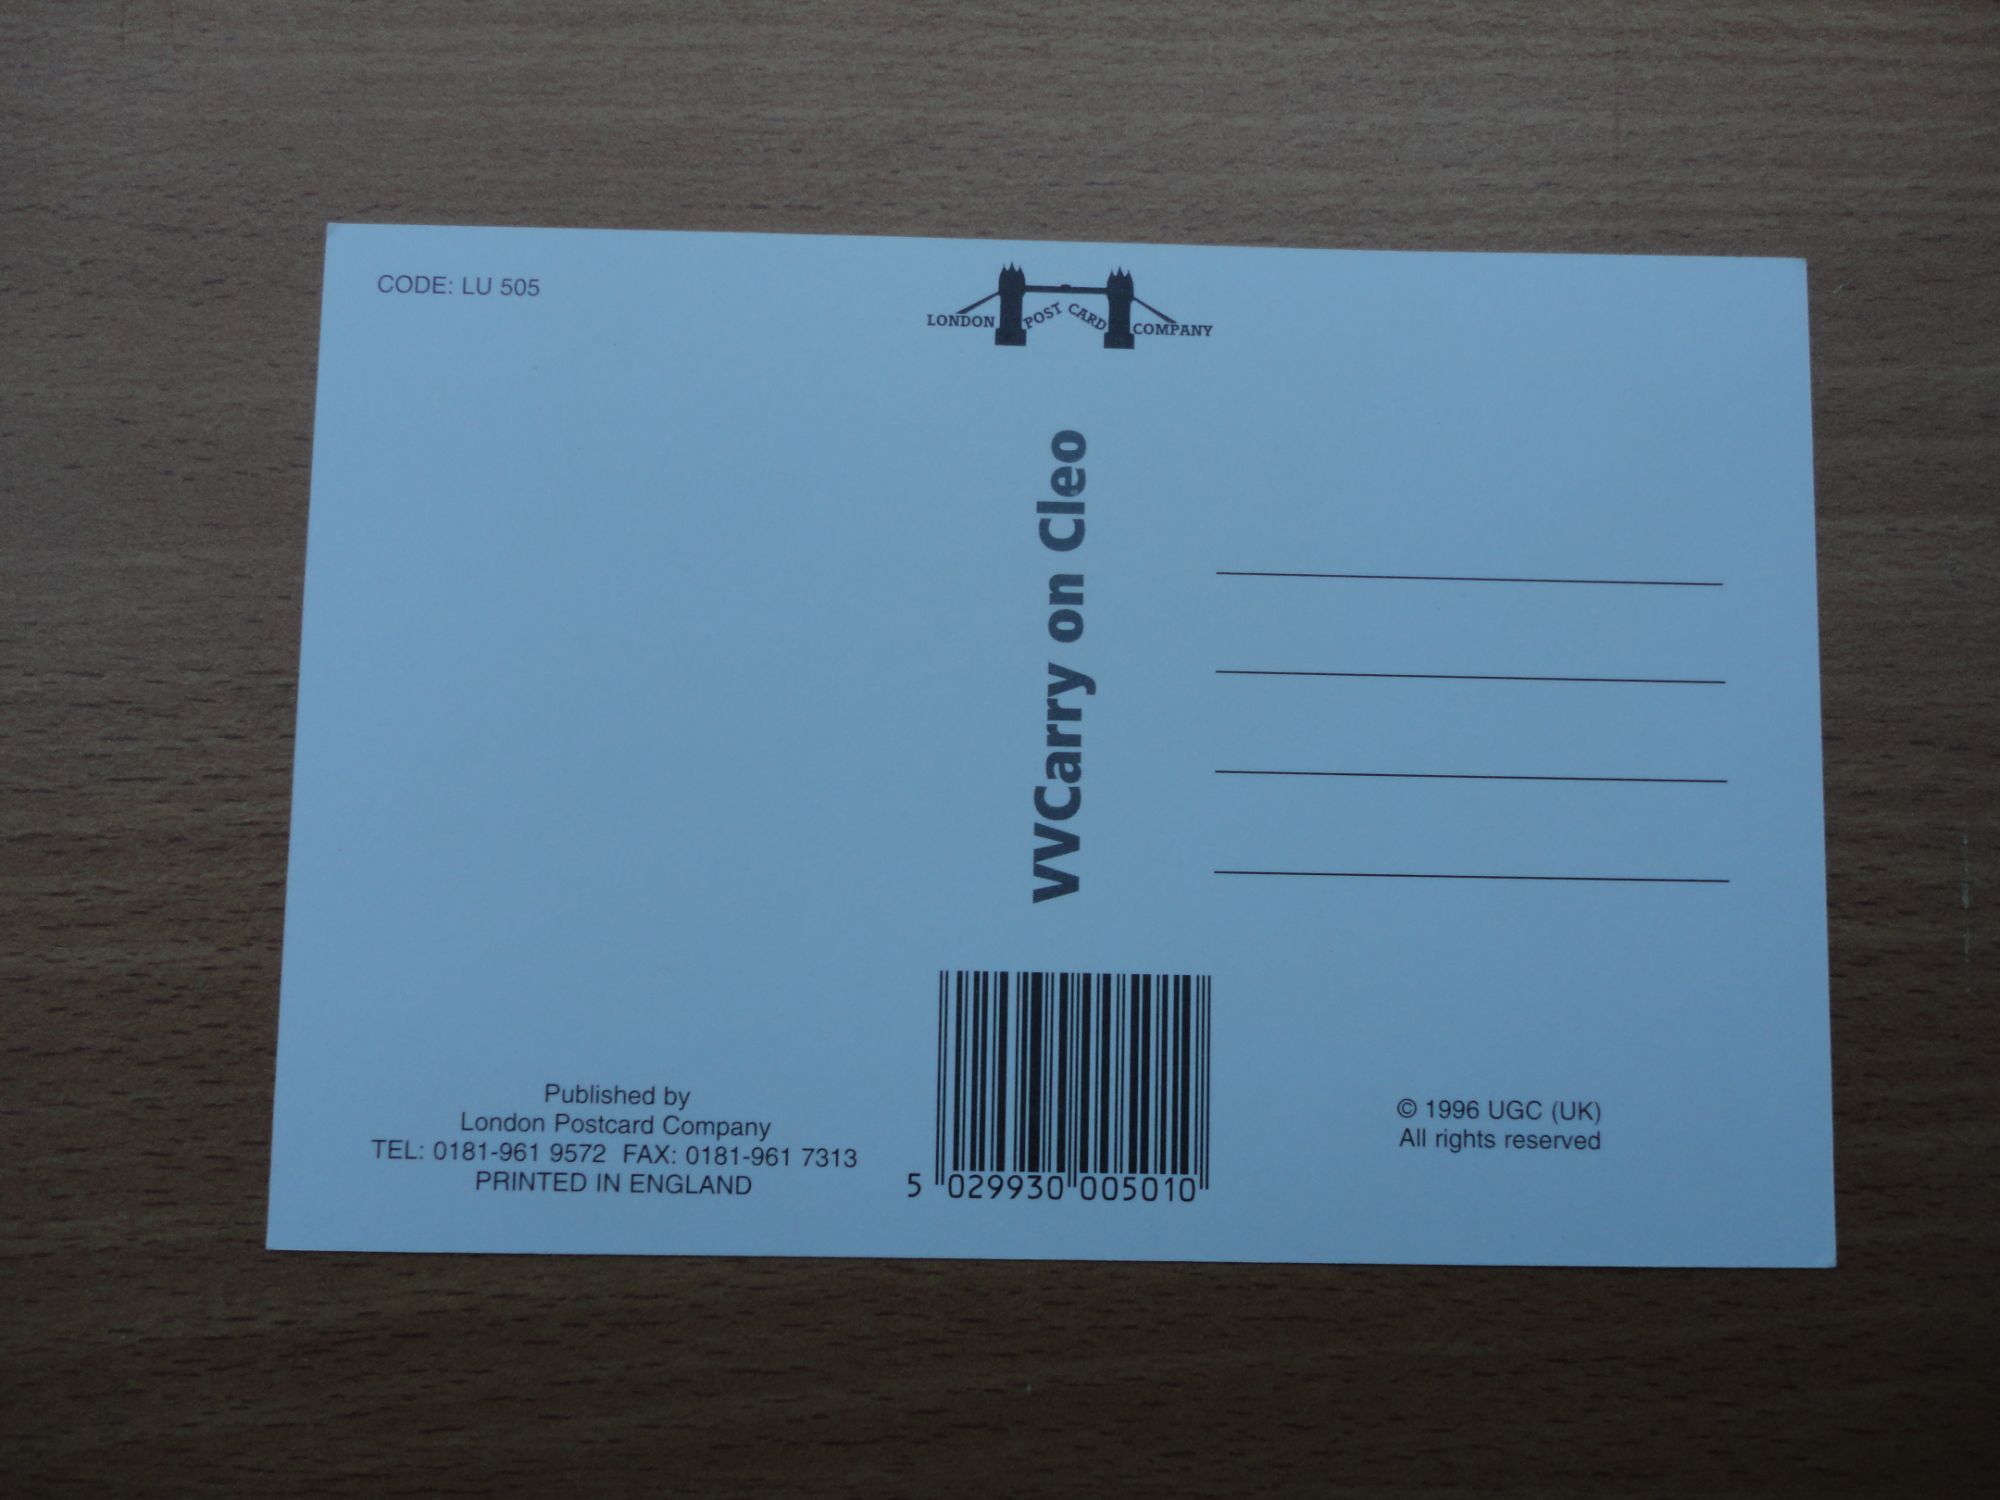 CODE: LU 505
LONDON POST CARD COMPANY
VVCarry on Cleo
Published by
London Postcard Company
TEL: 0181-961 9572 FAX: 0181-961 7313
PRINTED IN ENGLAND
5 029930 005010
© 1996 UGC (UK)
All rights reserved